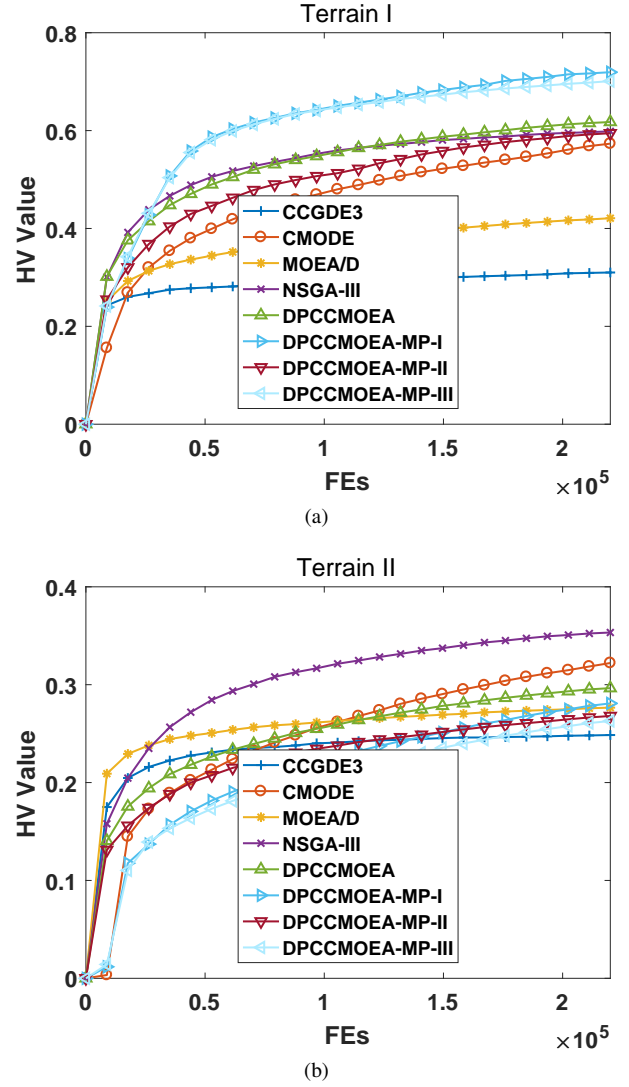 Terrain I
0.8
0.6
0.4
0.2
0
HV Value
CCGDE3
CMODE
MOEA/D
NSGA-III
DPCCMOEA
DPCCMOEA-MP-I
DPCCMOEA-MP-II
DPCCMOEA-MP-III
0 0.5 1 1.5 2
FEs
×10^5
(a)
Terrain II
0.4
0.3
0.2
0.1
0
HV Value
CCGDE3
CMODE
MOEA/D
NSGA-III
DPCCMOEA
DPCCMOEA-MP-I
DPCCMOEA-MP-II
DPCCMOEA-MP-III
0 0.5 1 1.5 2
FEs
×10^5
(b)